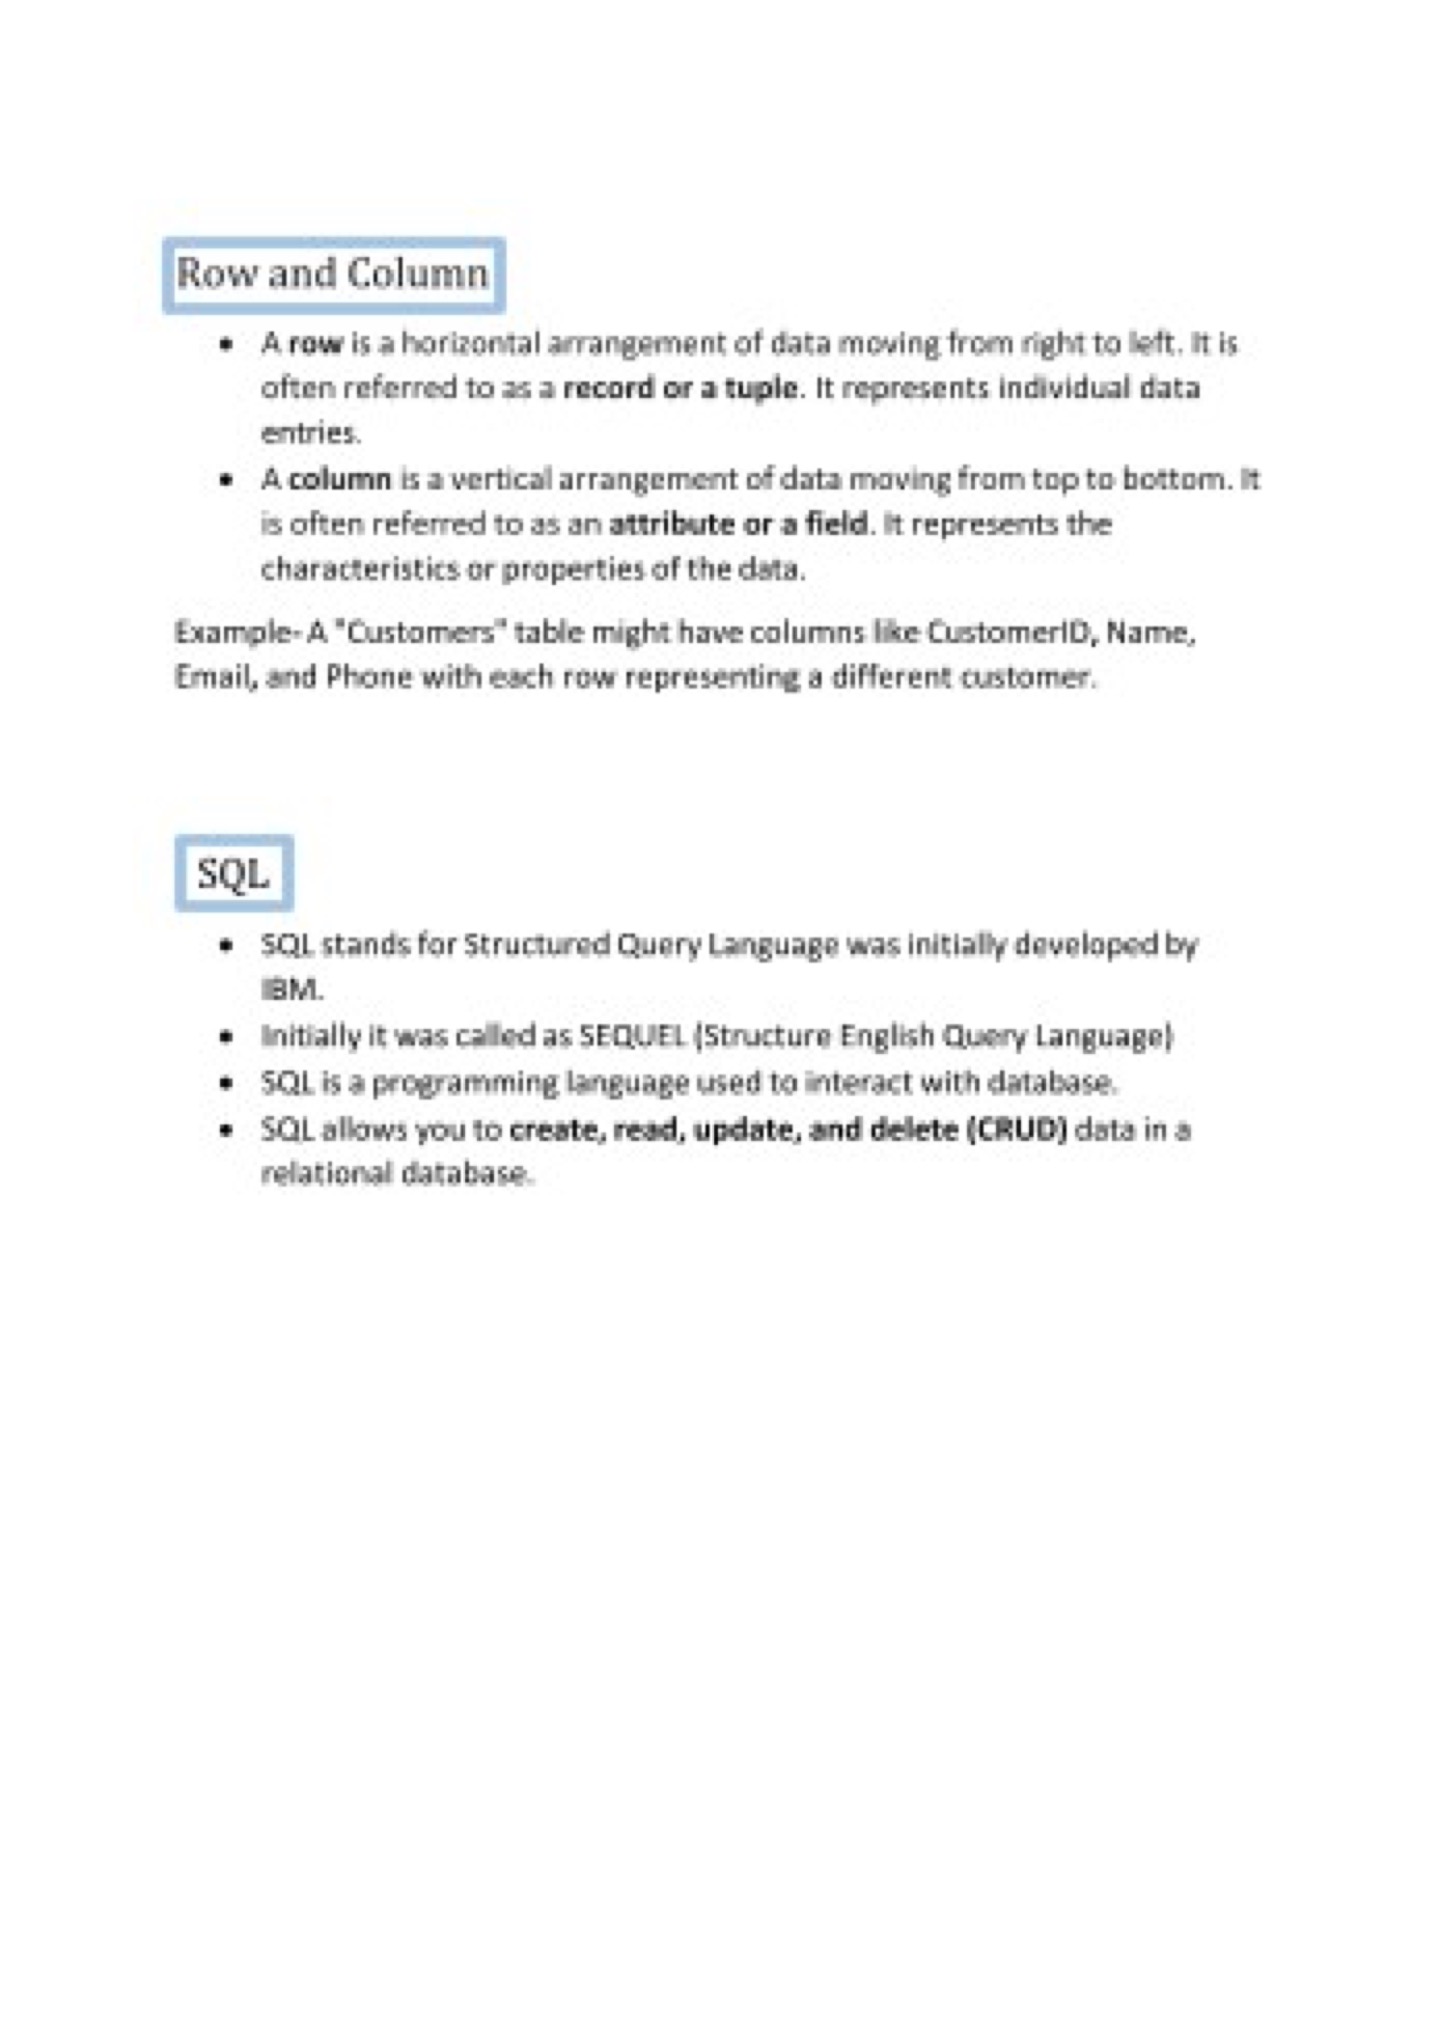 Row and Column
• A row is a horizontal arrangement of data moving from right to left. It is
often referred to as a record or a tuple. It represents individual data
entries.
• A column is a vertical arrangement of data moving from top to bottom. It
is often referred to as an attribute or a field. It represents the
characteristics or properties of the data.
Example- A "Customers" table might have columns like CustomerID, Name,
Email, and Phone with each row representing a different customer.
SQL
• SQL stands for Structured Query Language was initially developed by
IBM.
• Initially it was called as SEQUEL (Structure English Query Language)
• SQL is a programming language used to interact with database.
• SQL allows you to create, read, update, and delete (CRUD) data in a
relational database.